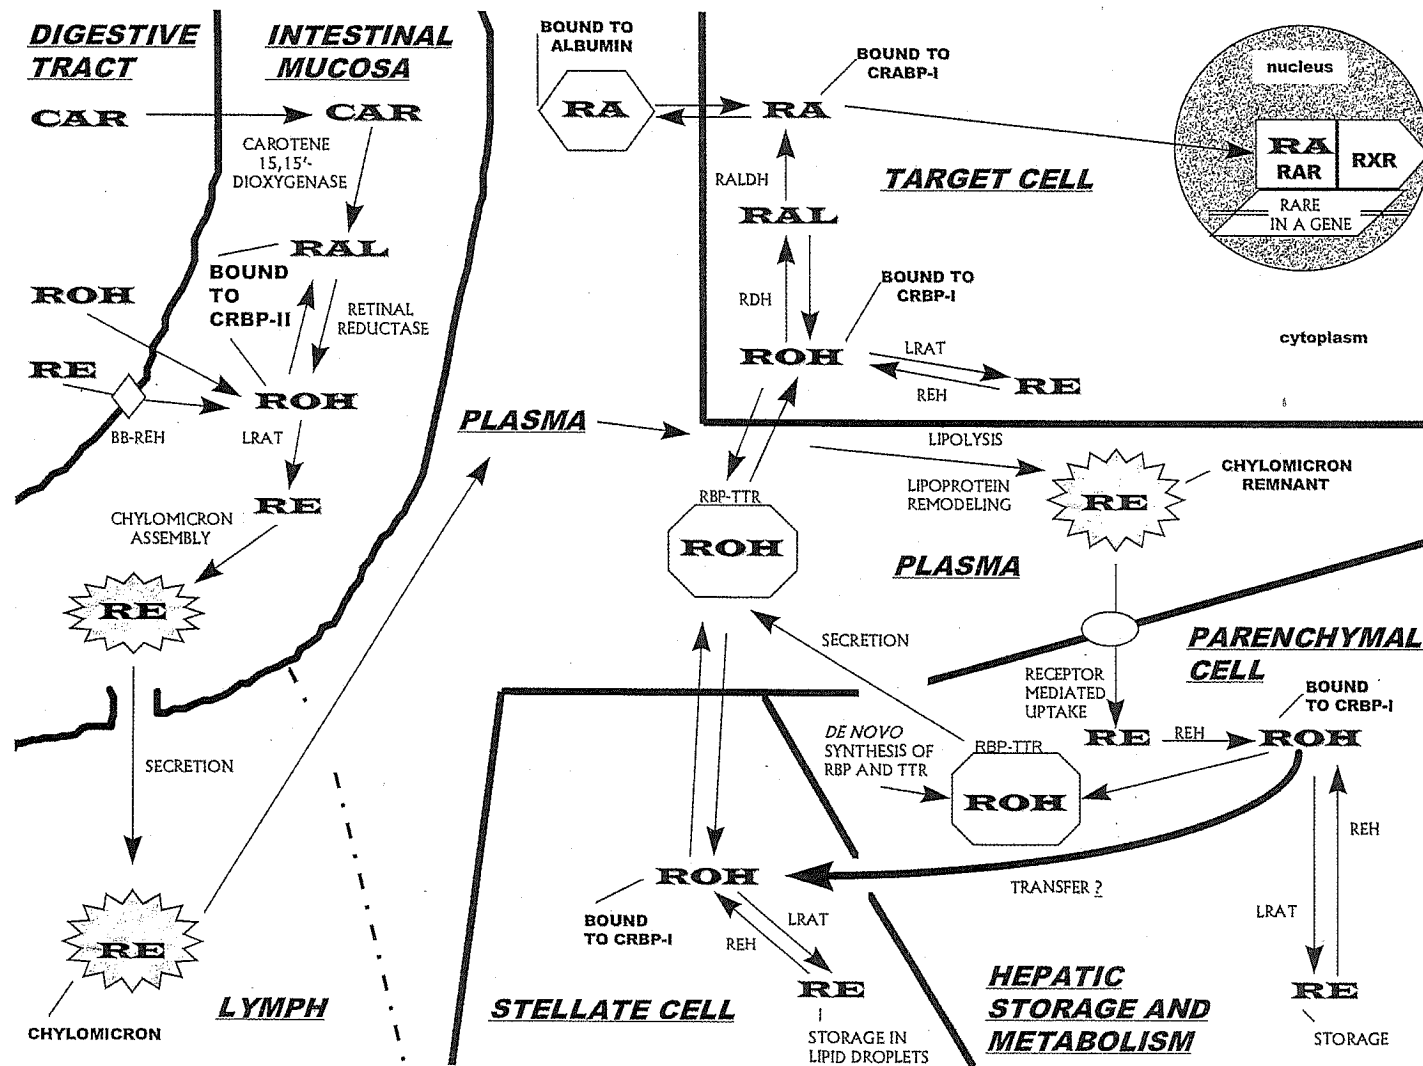 DIGESTIVE
TRACT
INTESTINAL
MUCOSA
CAR
CAR
CAROTENE
15,15'-
DIOXYGENASE
RAL
BOUND
TO
CRBP-II
RETINAL
REDUCTASE
ROH
RE
ROH
BB-REH
LRAT
RE
CHYLOMICRON
ASSEMBLY
RE
SECRETION
RE
CHYLOMICRON
LYMPH
BOUND TO
ALBUMIN
RA
RA
BOUND TO
CRABP-I
RALDH
RAL
RDH
TARGET CELL
BOUND TO
CRBP-I
ROH
LRAT
REH
RE
nucleus
RA
RAR
RXR
RARE
IN A GENE
cytoplasm
PLASMA
LIPOLYSIS
LIPOPROTEIN
REMODELING
RE
CHYLOMICRON
REMNANT
RBP-TTR
ROH
PLASMA
SECRETION
RECEPTOR
MEDIATED
UPTAKE
PARENCHYMAL
CELL
BOUND
TO CRBP-I
RE
REH
ROH
DE NOVO
SYNTHESIS OF
RBP AND TTR
RBP-TTR
ROH
REH
LRAT
RE
STORAGE
TRANSFER ?
ROH
BOUND
TO CRBP-I
LRAT
REH
RE
STORAGE IN
LIPID DROPLETS
STELLATE CELL
HEPATIC
STORAGE AND
METABOLISM